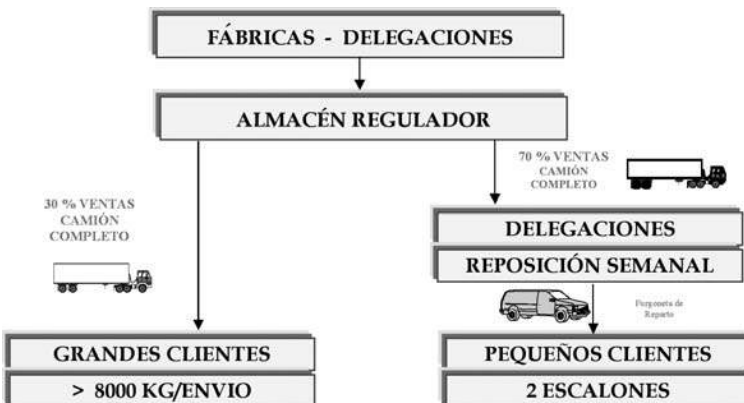 FÁBRICAS - DELEGACIONES
ALMACÉN REGULADOR
70 % VENTAS
CAMIÓN
COMPLETO
30 % VENTAS
CAMIÓN
COMPLETO
DELEGACIONES
REPOSICIÓN SEMANAL
Furgoneta de
Reparto
GRANDES CLIENTES
> 8000 KG/ENVIO
PEQUEÑOS CLIENTES
2 ESCALONES